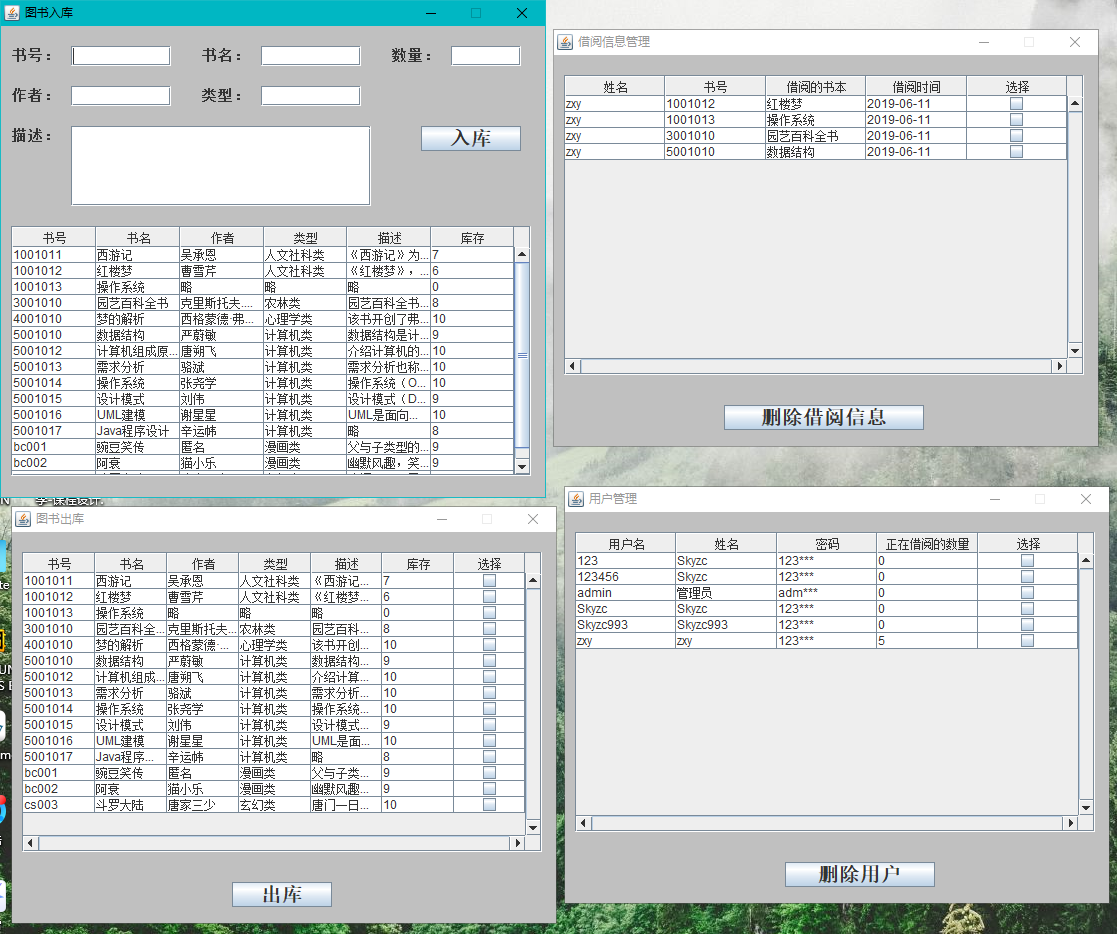 图书入库
书号： 书名： 数量：
作者： 类型：
描述：
入库
书号 书名 作者 类型 描述 库存
1001011 西游记 吴承恩 人文社科类 《西游记》为... 7
1001012 红楼梦 曹雪芹 人文社科类 《红楼梦》，... 6
1001013 操作系统 略 略 略 0
3001010 园艺百科全书 克里斯托夫.... 农林类 园艺百科全书... 8
4001010 梦的解析 西格蒙德·弗... 心理学类 该书开创了弗... 10
5001010 数据结构 严蔚敏 计算机类 数据结构是计... 9
5001012 计算机组成原... 唐朔飞 计算机类 介绍计算机的... 10
5001013 需求分析 骆斌 计算机类 需求分析也称... 10
5001014 操作系统 张尧学 计算机类 操作系统（O... 10
5001015 设计模式 刘伟 计算机类 设计模式（D... 9
5001016 UML建模 谢星星 计算机类 UML是面向... 10
5001017 Java程序设计 辛运帏 计算机类 略 8
bc001 豌豆笑传 匿名 漫画类 父与子类型的... 9
bc002 阿衰 猫小乐 漫画类 幽默风趣，笑... 9
借阅信息管理
姓名 书号 借阅的书本 借阅时间 选择
zxy 1001012 红楼梦 2019-06-11
zxy 1001013 操作系统 2019-06-11
zxy 3001010 园艺百科全书 2019-06-11
zxy 5001010 数据结构 2019-06-11
删除借阅信息
图书出库
书号 书名 作者 类型 描述 库存 选择
1001011 西游记 吴承恩 人文社科类 《西游记... 7
1001012 红楼梦 曹雪芹 人文社科类 《红楼梦... 6
1001013 操作系统 略 略 略 0
3001010 园艺百科全... 克里斯托夫... 农林类 园艺百科... 8
4001010 梦的解析 西格蒙德·... 心理学类 该书开创... 10
5001010 数据结构 严蔚敏 计算机类 数据结构... 9
5001012 计算机组成... 唐朔飞 计算机类 介绍计算... 10
5001013 需求分析 骆斌 计算机类 需求分析... 10
5001014 操作系统 张尧学 计算机类 操作系统... 10
5001015 设计模式 刘伟 计算机类 设计模式... 9
5001016 UML建模 谢星星 计算机类 UML是面... 10
5001017 Java程序... 辛运帏 计算机类 略 8
bc001 豌豆笑传 匿名 漫画类 父与子类... 9
bc002 阿衰 猫小乐 漫画类 幽默风趣... 9
cs003 斗罗大陆 唐家三少 玄幻类 唐门一日... 10
出库
用户管理
用户名 姓名 密码 正在借阅的数量 选择
123 Skyzc 123*** 0
123456 Skyzc 123*** 0
admin 管理员 adm*** 0
Skyzc Skyzc 123*** 0
Skyzc993 Skyzc993 123*** 0
zxy zxy 123*** 5
删除用户